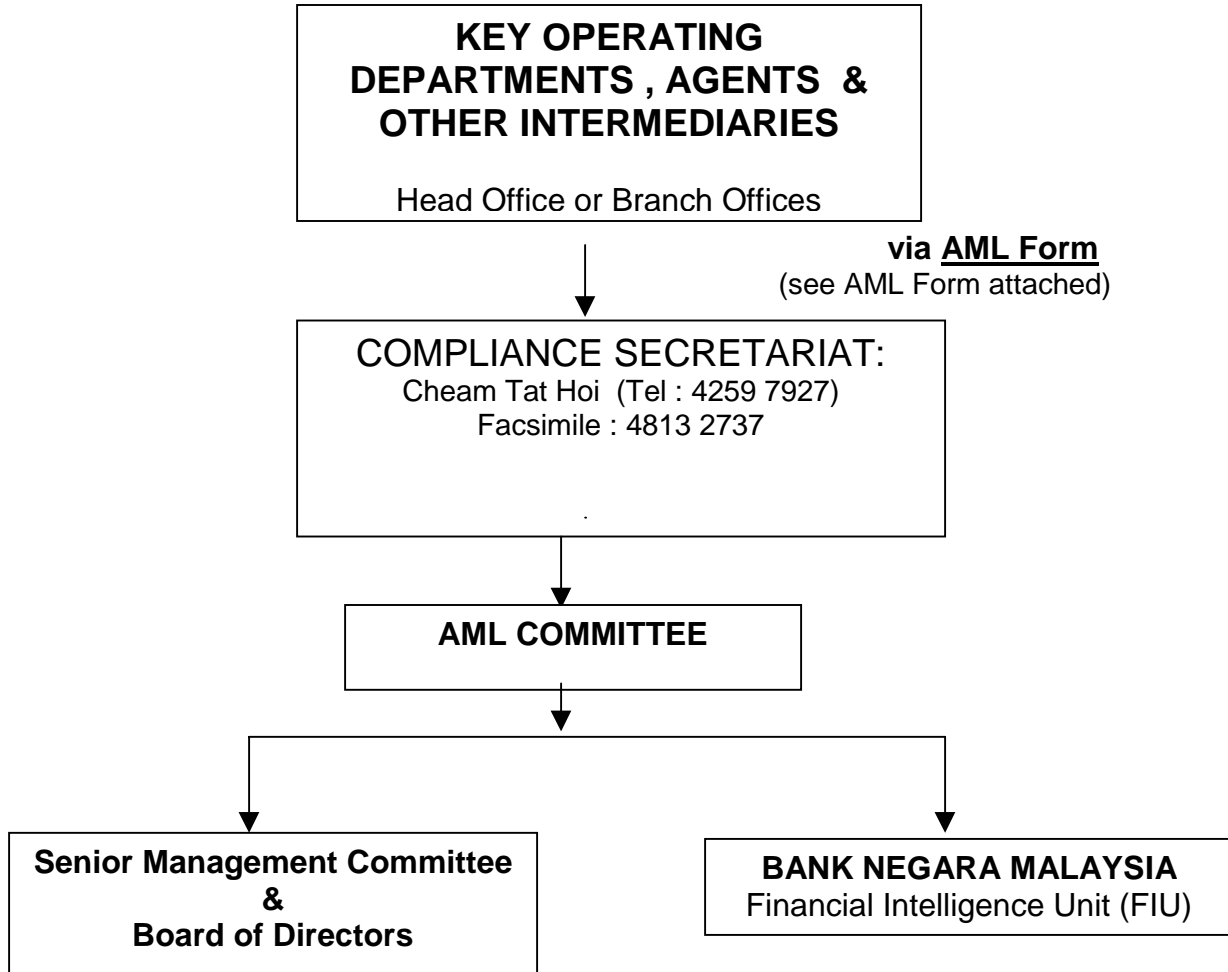 KEY OPERATING
DEPARTMENTS , AGENTS &
OTHER INTERMEDIARIES
Head Office or Branch Offices
via AML Form
(see AML Form attached)
COMPLIANCE SECRETARIAT:
Cheam Tat Hoi (Tel : 4259 7927)
Facsimile : 4813 2737
.
AML COMMITTEE
Senior Management Committee
&
Board of Directors
BANK NEGARA MALAYSIA
Financial Intelligence Unit (FIU)